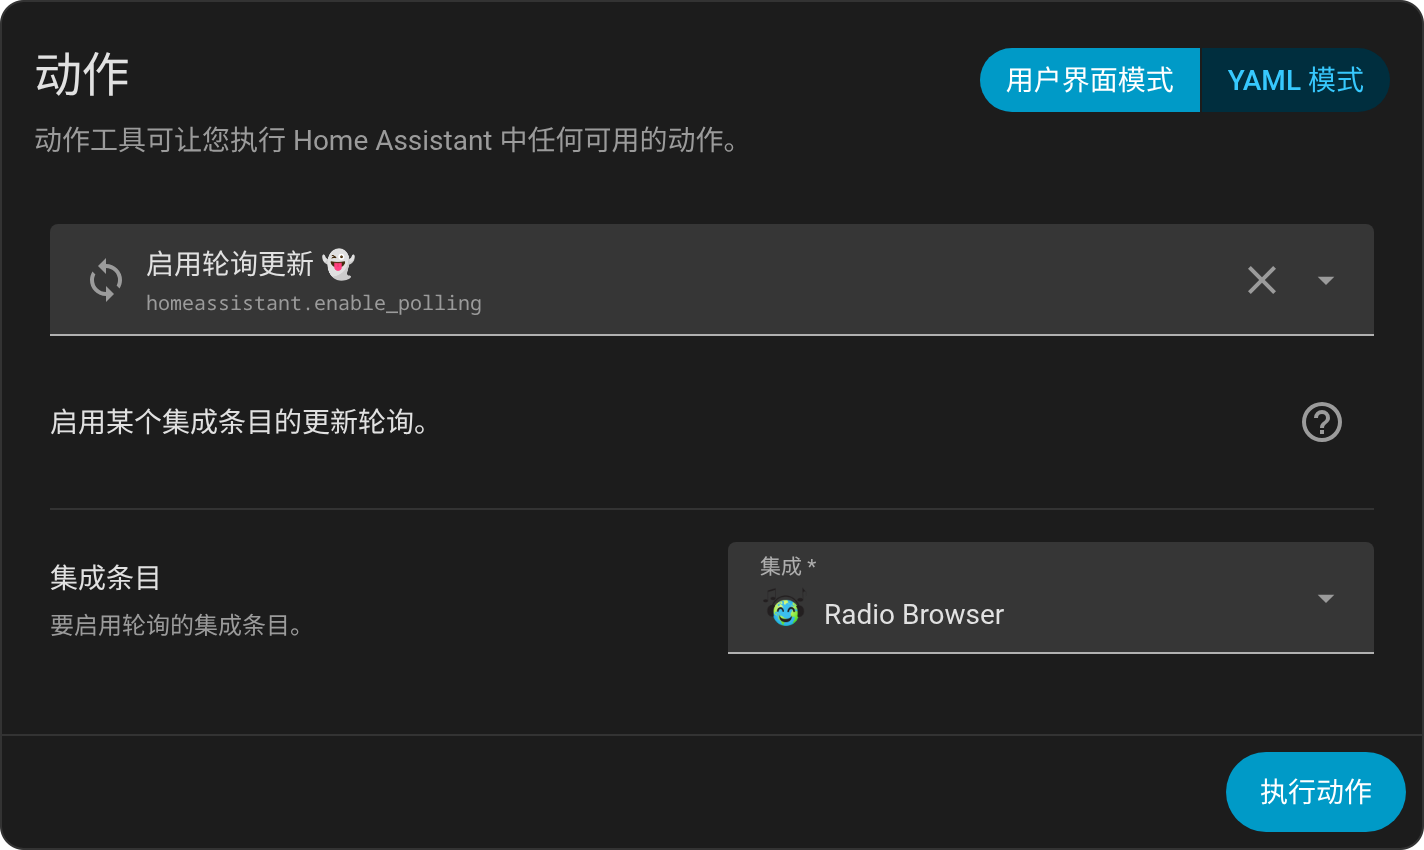 动作
用户界面模式
YAML 模式
动作工具可让您执行 Home Assistant 中任何可用的动作。
启用轮询更新 👻
homeassistant.enable_polling
启用某个集成条目的更新轮询。
集成条目
要启用轮询的集成条目。
集成 *
Radio Browser
执行动作